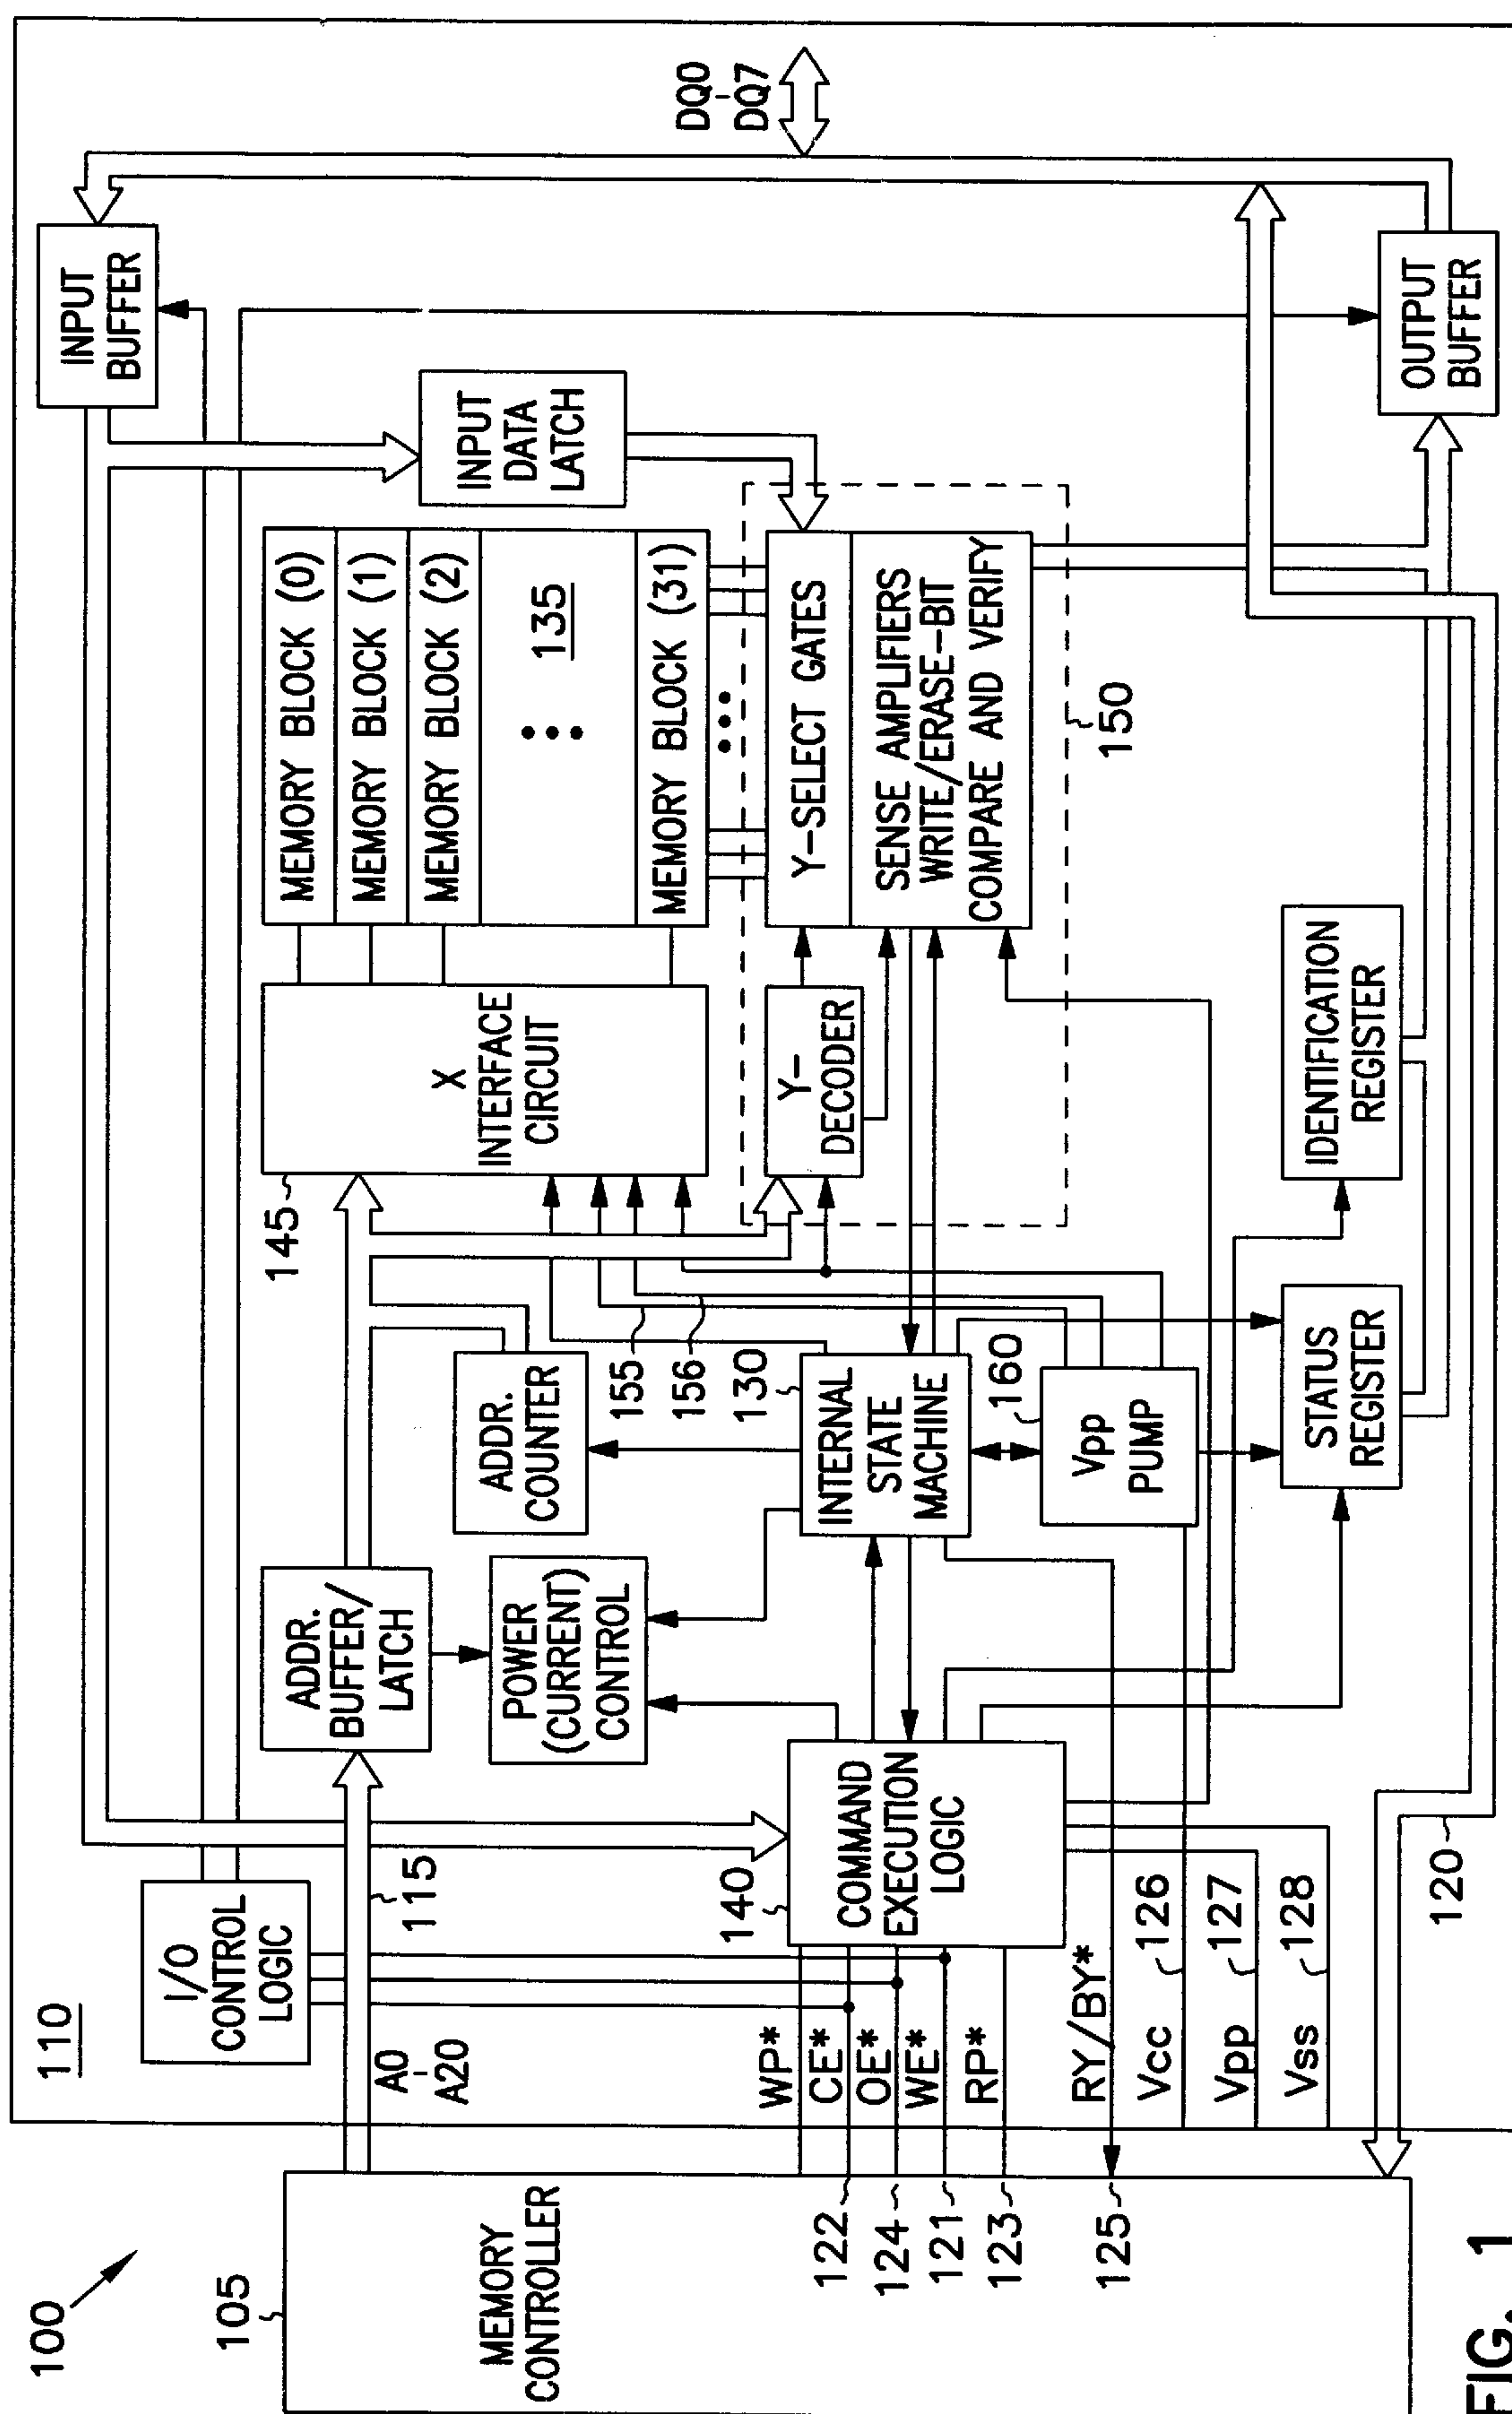 100
105
MEMORY
CONTROLLER
110
I/O
CONTROL
LOGIC
A0
A20
115
ADDR.
BUFFER/
LATCH
POWER
(CURRENT)
CONTROL
ADDR.
COUNTER
145
X
INTERFACE
CIRCUIT
MEMORY BLOCK (0)
MEMORY BLOCK (1)
MEMORY BLOCK (2)
135
MEMORY BLOCK (31)
INPUT
BUFFER
INPUT
DATA
LATCH
DQ0
DQ7
WP*
CE*
OE*
WE*
RP*
RY/BY*
Vcc
Vpp
Vss
122
124
121
123
125
126
127
128
120
140
COMMAND
EXECUTION
LOGIC
155
156
130
INTERNAL
STATE
MACHINE
160
Vpp
PUMP
Y-
DECODER
Y-SELECT GATES
SENSE AMPLIFIERS
WRITE/ERASE-BIT
COMPARE AND VERIFY
150
STATUS
REGISTER
IDENTIFICATION
REGISTER
OUTPUT
BUFFER
FIG. 1